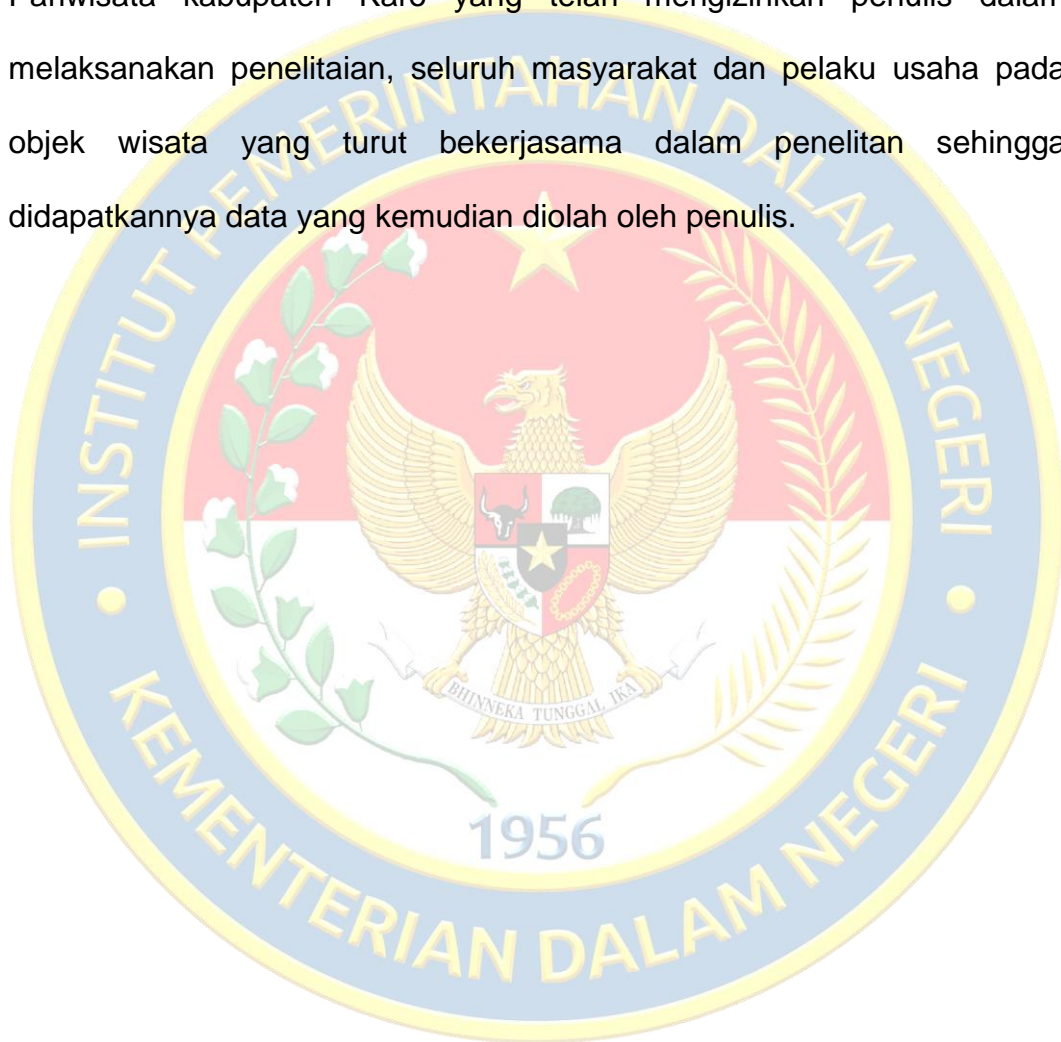 Pariwisata kabupaten Karo yang telah mengizinkan penulis dalam
melaksanakan penelitaian, seluruh masyarakat dan pelaku usaha pada
objek wisata yang turut bekerjasama dalam penelitan sehingga
didapatkannya data yang kemudian diolah oleh penulis.
INSTITUT PEMERINTAHAN DALAM NEGERI
BHINNEKA TUNGGAL IKA
1956
KEMENTERIAN DALAM NEGERI